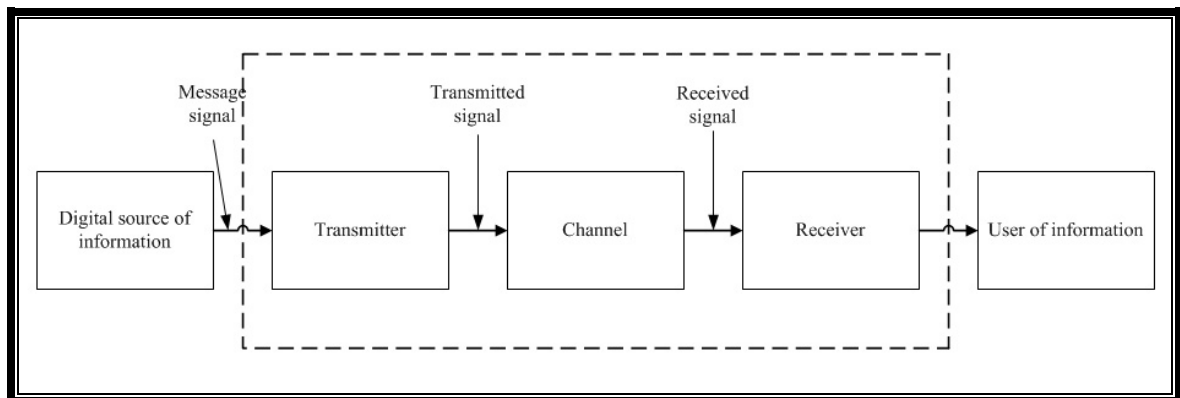 Message
signal
Transmitted
signal
Received
signal
Digital source of
information
Transmitter
Channel
Receiver
User of information